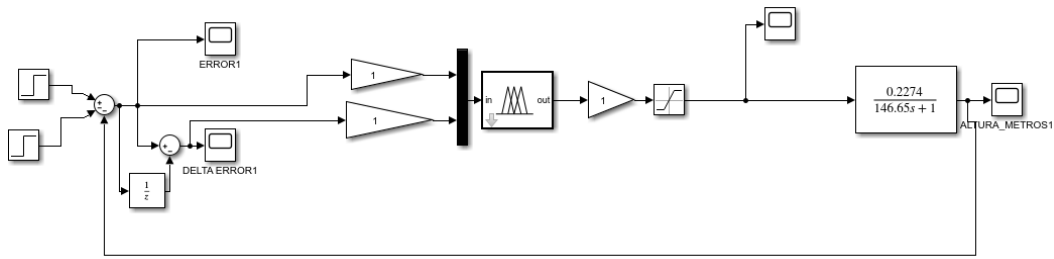 ERROR1
1
in
out
1
0.2274
146.65s + 1
ALTURA_METROS1
1
DELTA ERROR1
1
z